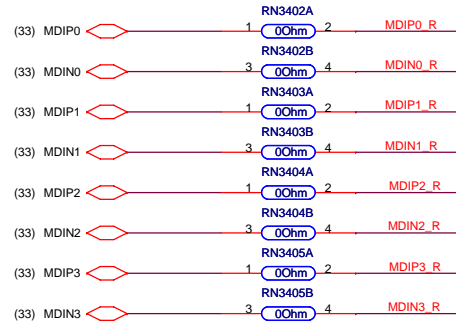 RN3402A
(33) MDIP0 1 0Ohm 2 MDIP0_R
RN3402B
(33) MDIN0 3 0Ohm 4 MDIN0_R
RN3403A
(33) MDIP1 1 0Ohm 2 MDIP1_R
RN3403B
(33) MDIN1 3 0Ohm 4 MDIN1_R
RN3404A
(33) MDIP2 1 0Ohm 2 MDIP2_R
RN3404B
(33) MDIN2 3 0Ohm 4 MDIN2_R
RN3405A
(33) MDIP3 1 0Ohm 2 MDIP3_R
RN3405B
(33) MDIN3 3 0Ohm 4 MDIN3_R